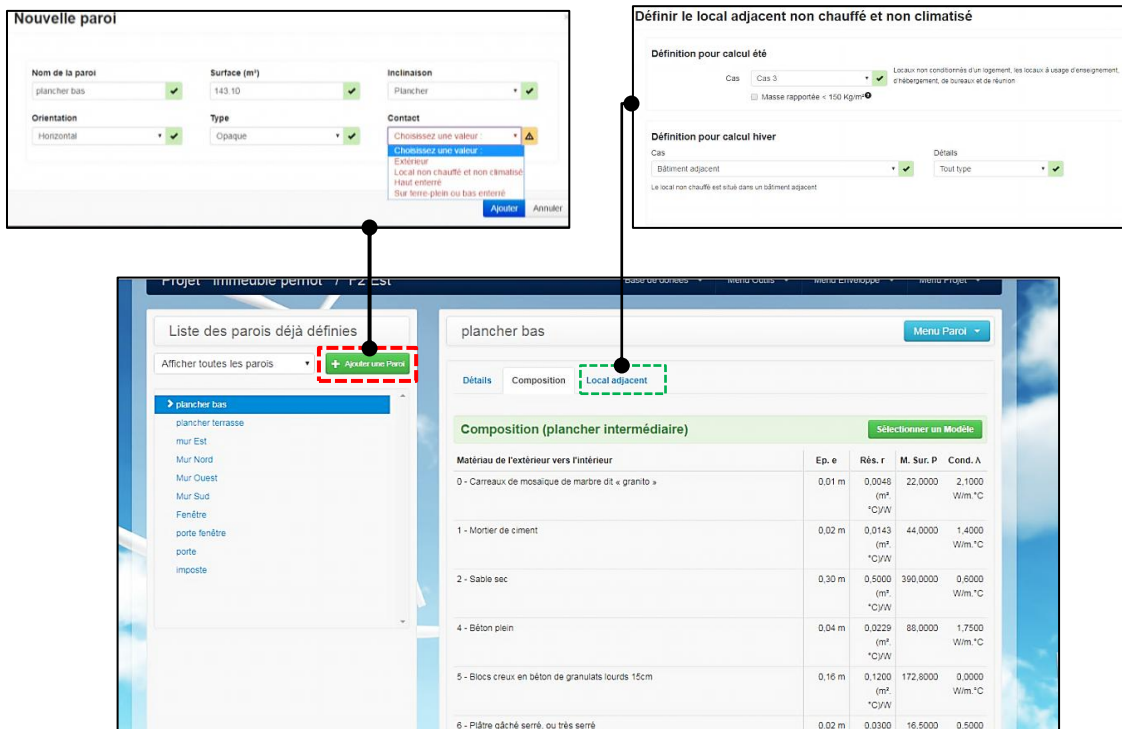 Nouvelle paroi
Nom de la paroi
plancher bas
Surface (m²)
143.10
Inclinaison
Plancher
Orientation
Horizontal
Type
Opaque
Contact
Choisissez une valeur :
Choisissez une valeur :
Extérieur
Local non chauffé et non climatisé
Haut enterré
Sur terre-plein ou bas enterré
Ajouter Annuler
Définir le local adjacent non chauffé et non climatisé
Définition pour calcul été
Cas
Cas 3
Locaux non conditionnés d'un logement, les locaux à usage d'enseignement,
d'hébergement, de bureaux et de réunion
Masse rapportée < 150 Kg/m²
Définition pour calcul hiver
Cas
Bâtiment adjacent
Détails
Tout type
Le local non chauffé est situé dans un bâtiment adjacent
Projet "immeuble pernot" / F2 Est
Base de données Menu Outils Menu Enveloppe Menu Projet
Liste des parois déjà définies
Afficher toutes les parois
+ Ajouter une Paroi
plancher bas
plancher terrasse
mur Est
Mur Nord
Mur Ouest
Mur Sud
Fenêtre
porte fenêtre
porte
imposte
plancher bas
Menu Paroi
Détails Composition Local adjacent
Composition (plancher intermédiaire)
Sélectionner un Modèle
Matériau de l'extérieur vers l'intérieur Ep. e Rés. r M. Sur. P Cond. Λ
0 - Carreaux de mosaïque de marbre dit « granito » 0,01 m 0,0048 22,0000 2,1000
(m². W/m.°C
°C)/W
1 - Mortier de ciment 0,02 m 0,0143 44,0000 1,4000
(m². W/m.°C
°C)/W
2 - Sable sec 0,30 m 0,5000 390,0000 0,6000
(m². W/m.°C
°C)/W
4 - Béton plein 0,04 m 0,0229 88,0000 1,7500
(m². W/m.°C
°C)/W
5 - Blocs creux en béton de granulats lourds 15cm 0,16 m 0,1200 172,8000 0,0000
(m². W/m.°C
°C)/W
6 - Plâtre gâché serré, ou très serré 0,02 m 0,0300 16,5000 0,5000